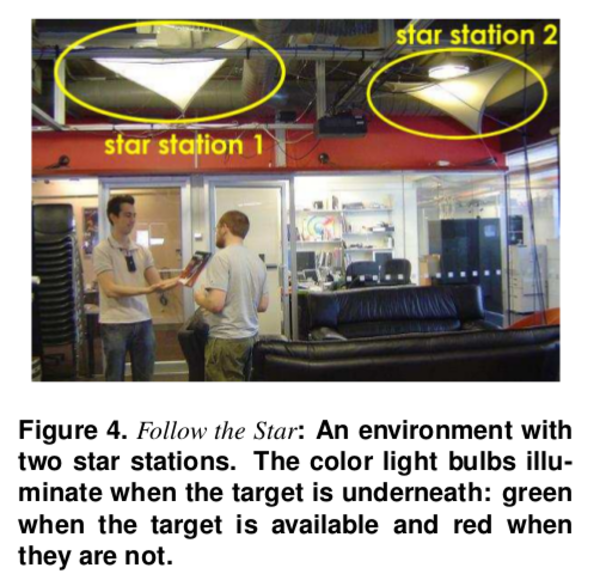 star station 2
star station 1
Figure 4. Follow the Star: An environment with
two star stations. The color light bulbs illu-
minate when the target is underneath: green
when the target is available and red when
they are not.